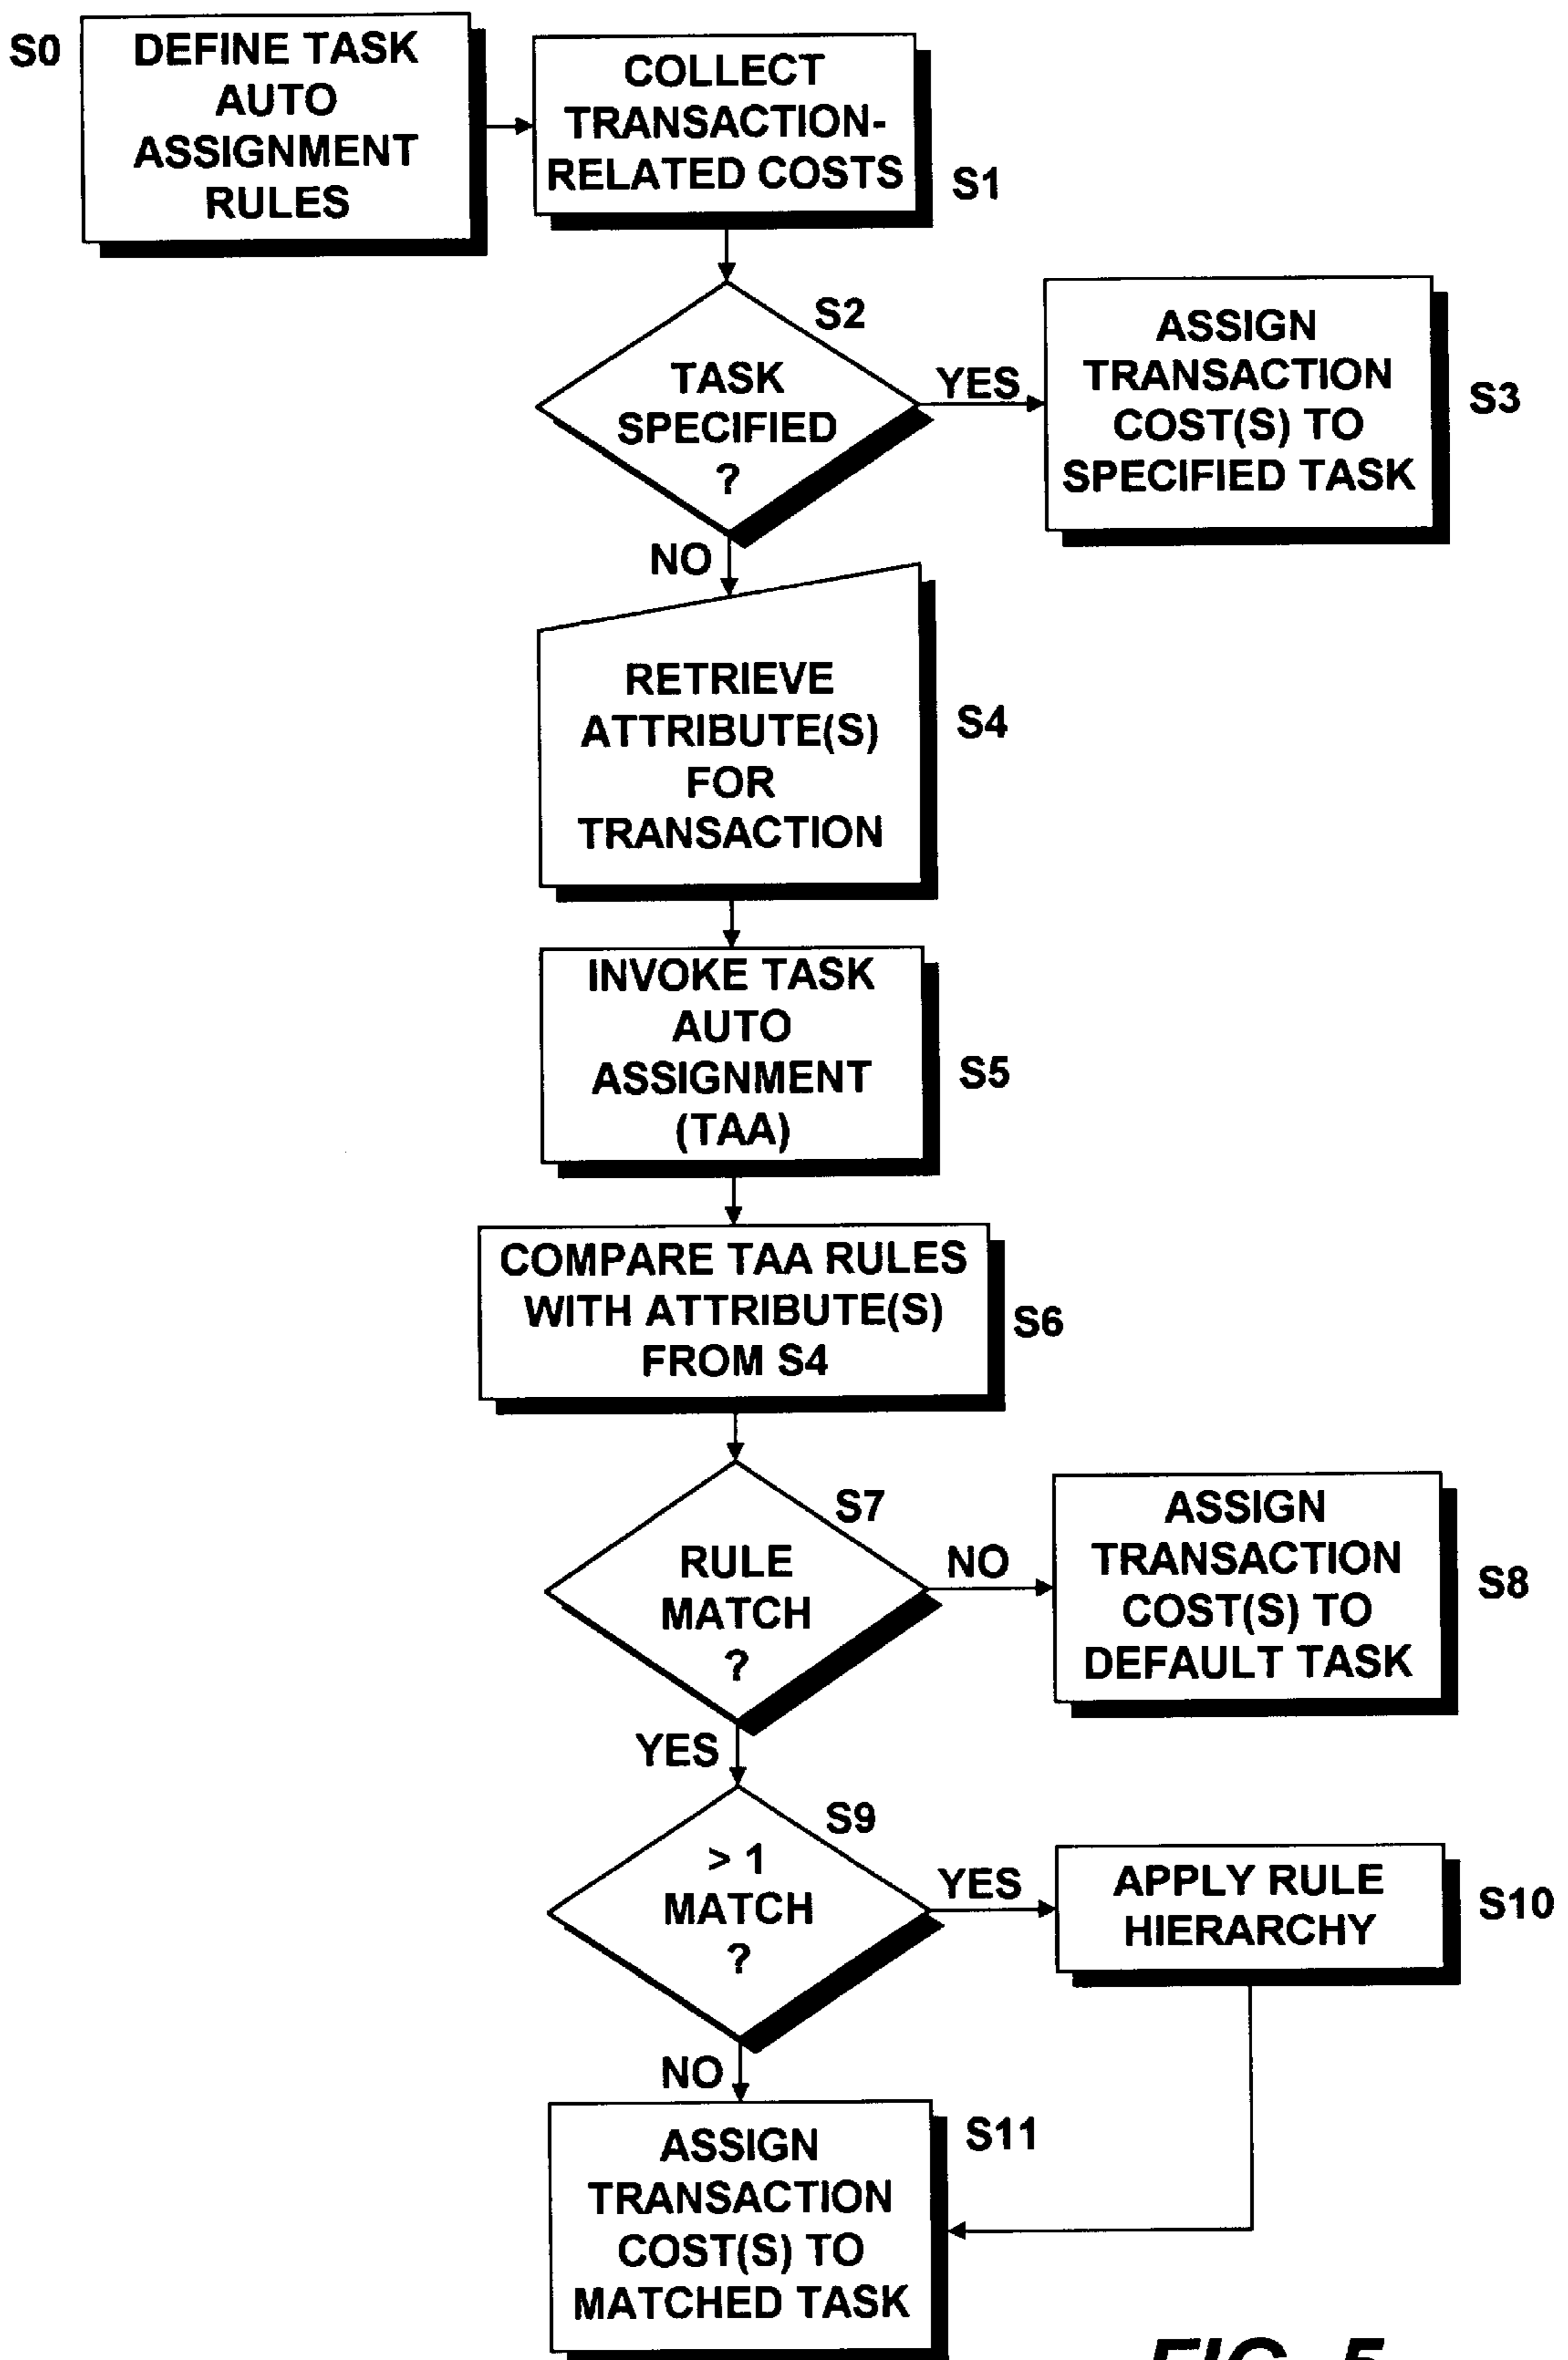 S0
DEFINE TASK
AUTO
ASSIGNMENT
RULES
COLLECT
TRANSACTION-
RELATED COSTS
S1
S2
TASK
SPECIFIED
?
YES
ASSIGN
TRANSACTION
COST(S) TO
SPECIFIED TASK
S3
NO
RETRIEVE
ATTRIBUTE(S)
FOR
TRANSACTION
S4
INVOKE TASK
AUTO
ASSIGNMENT
(TAA)
S5
COMPARE TAA RULES
WITH ATTRIBUTE(S)
FROM S4
S6
S7
RULE
MATCH
?
NO
ASSIGN
TRANSACTION
COST(S) TO
DEFAULT TASK
S8
YES
S9
> 1
MATCH
?
YES
APPLY RULE
HIERARCHY
S10
NO
ASSIGN
TRANSACTION
COST(S) TO
MATCHED TASK
S11
FIG. 5